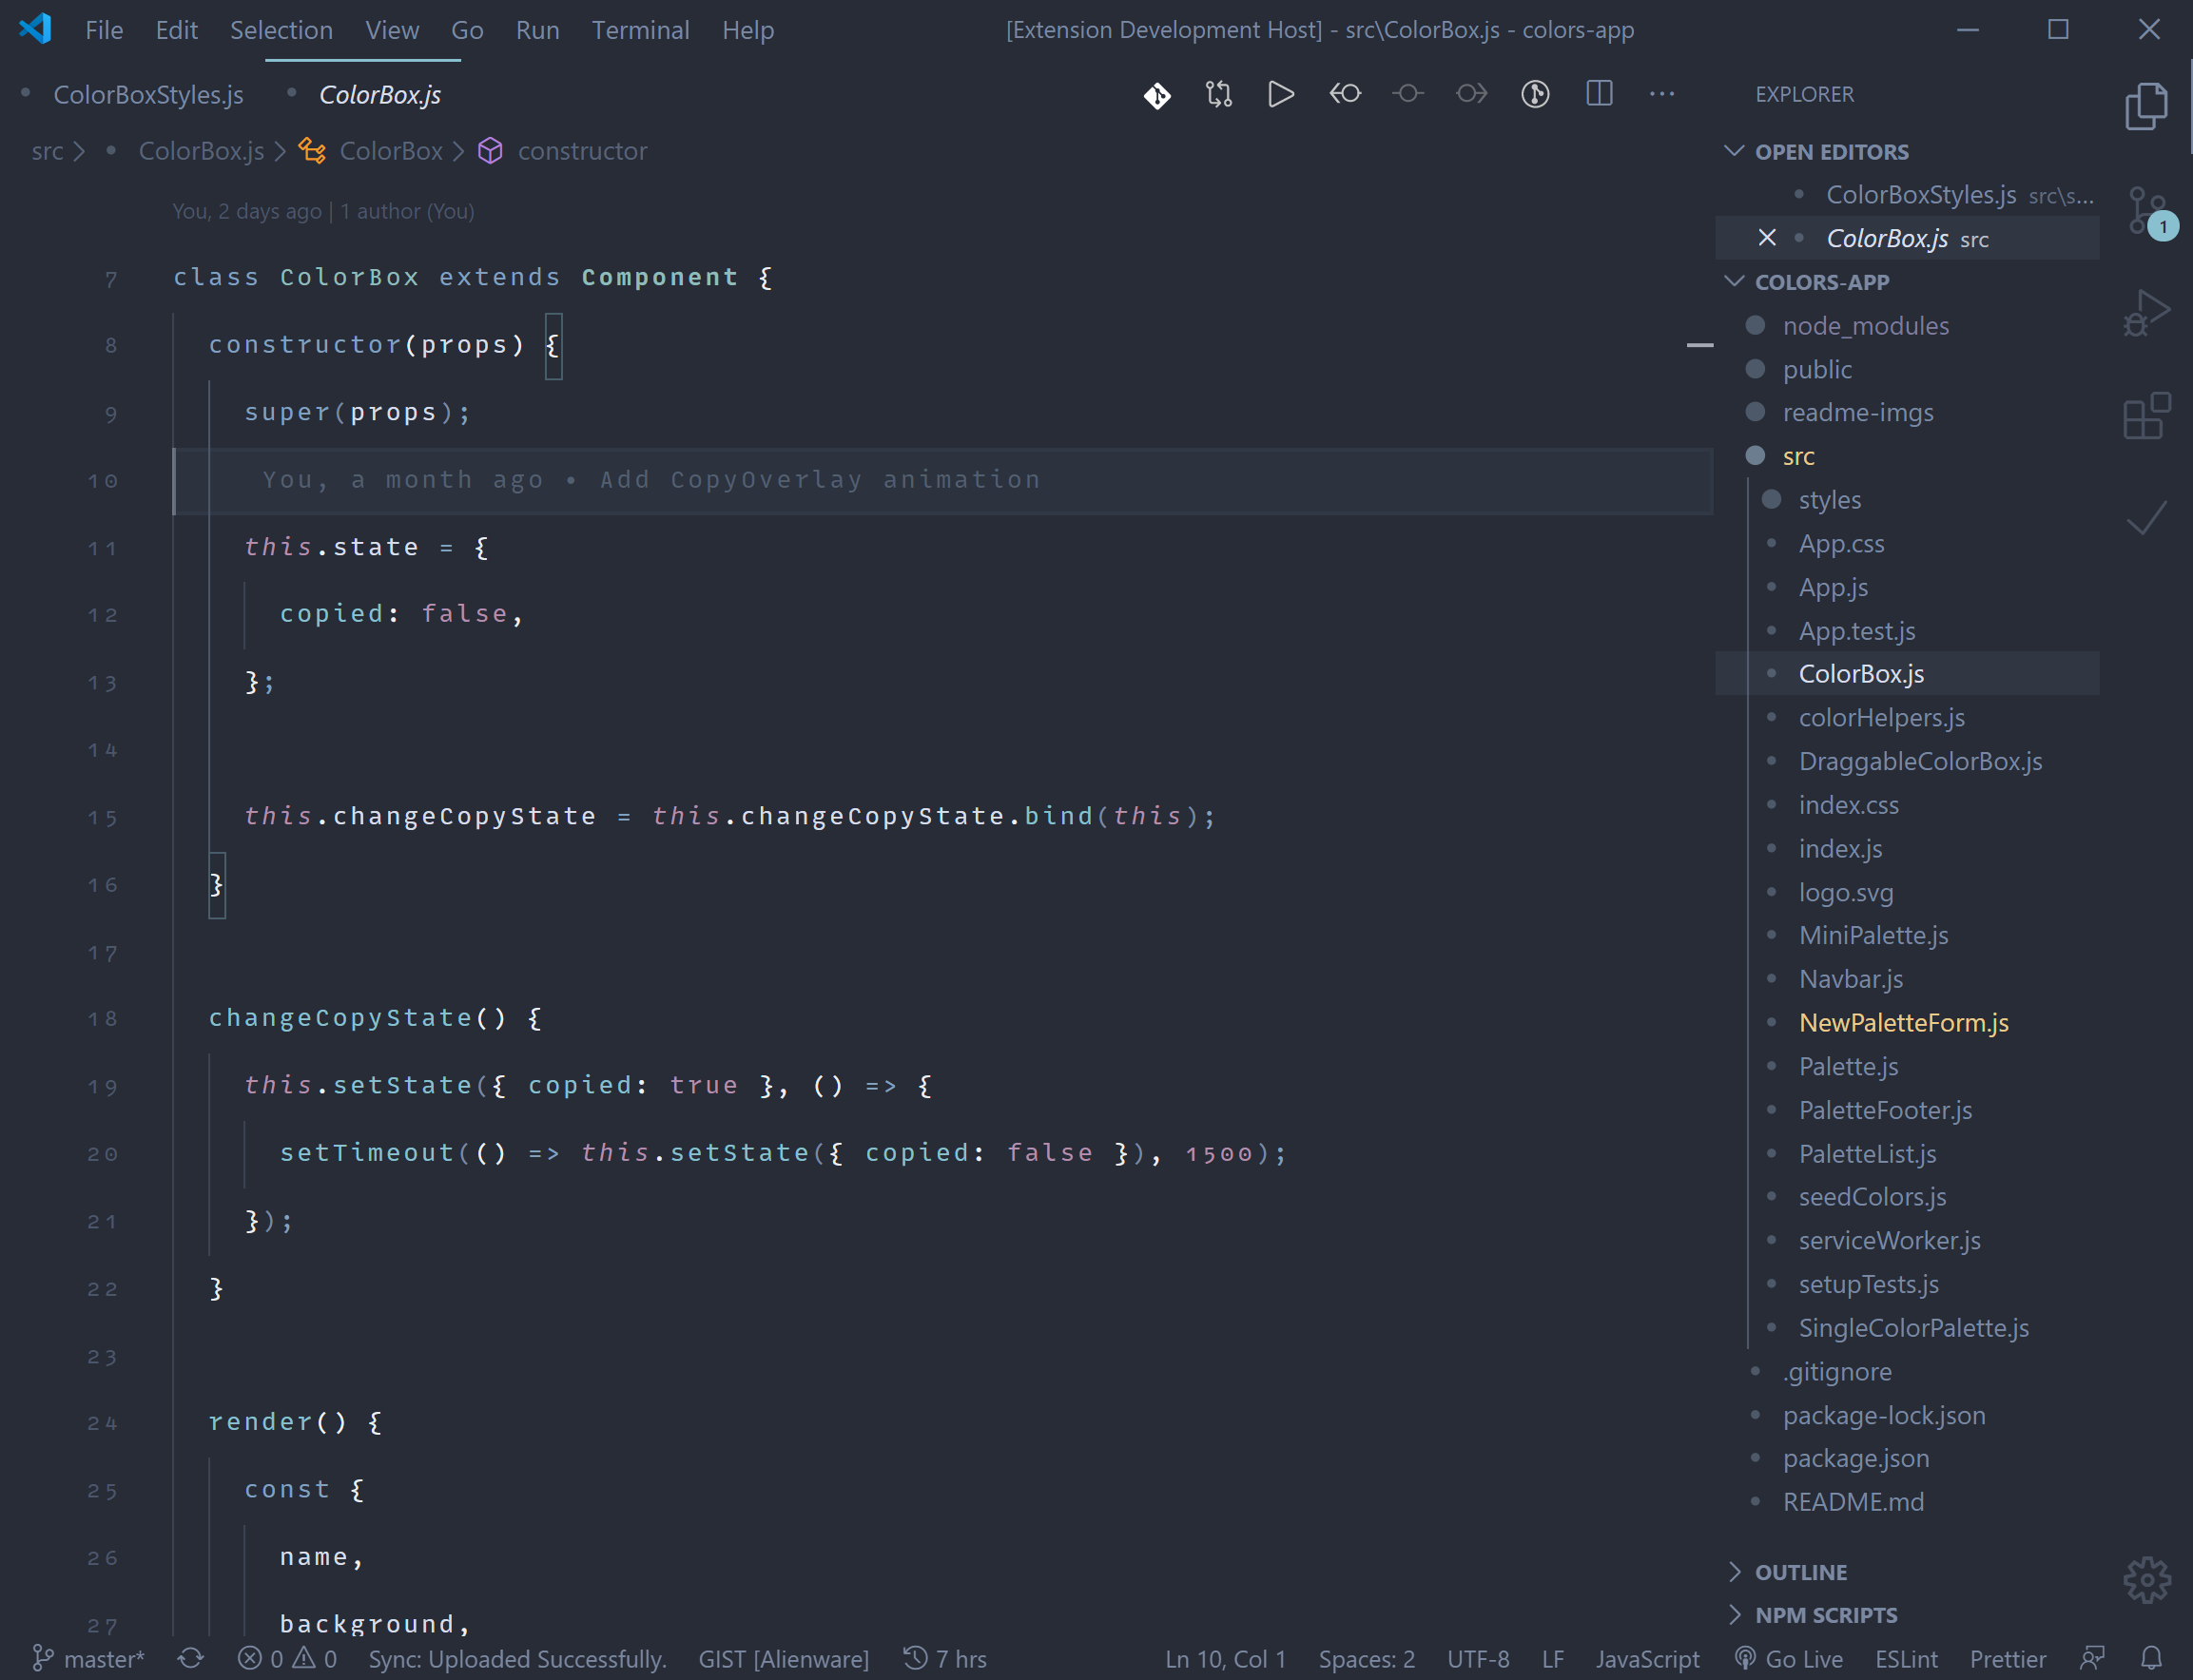 File Edit Selection View Go Run Terminal Help [Extension Development Host] - src\ColorBox.js - colors-app
ColorBoxStyles.js ColorBox.js
src > ColorBox.js > ColorBox > constructor
You, 2 days ago | 1 author (You)
7 class ColorBox extends Component {
8 constructor(props) {
9 super(props);
10 You, a month ago • Add CopyOverlay animation
11 this.state = {
12 copied: false,
13 };
14
15 this.changeCopyState = this.changeCopyState.bind(this);
16 }
17
18 changeCopyState() {
19 this.setState({ copied: true }, () => {
20 setTimeout(() => this.setState({ copied: false }), 1500);
21 });
22 }
23
24 render() {
25 const {
26 name,
27 background,
EXPLORER
OPEN EDITORS
ColorBoxStyles.js src\s...
ColorBox.js src
COLORS-APP
node_modules
public
readme-imgs
src
styles
App.css
App.js
App.test.js
ColorBox.js
colorHelpers.js
DraggableColorBox.js
index.css
index.js
logo.svg
MiniPalette.js
Navbar.js
NewPaletteForm.js
Palette.js
PaletteFooter.js
PaletteList.js
seedColors.js
serviceWorker.js
setupTests.js
SingleColorPalette.js
.gitignore
package-lock.json
package.json
README.md
OUTLINE
NPM SCRIPTS
1
master* 0 0 Sync: Uploaded Successfully. GIST [Alienware] 7 hrs Ln 10, Col 1 Spaces: 2 UTF-8 LF JavaScript Go Live ESLint Prettier